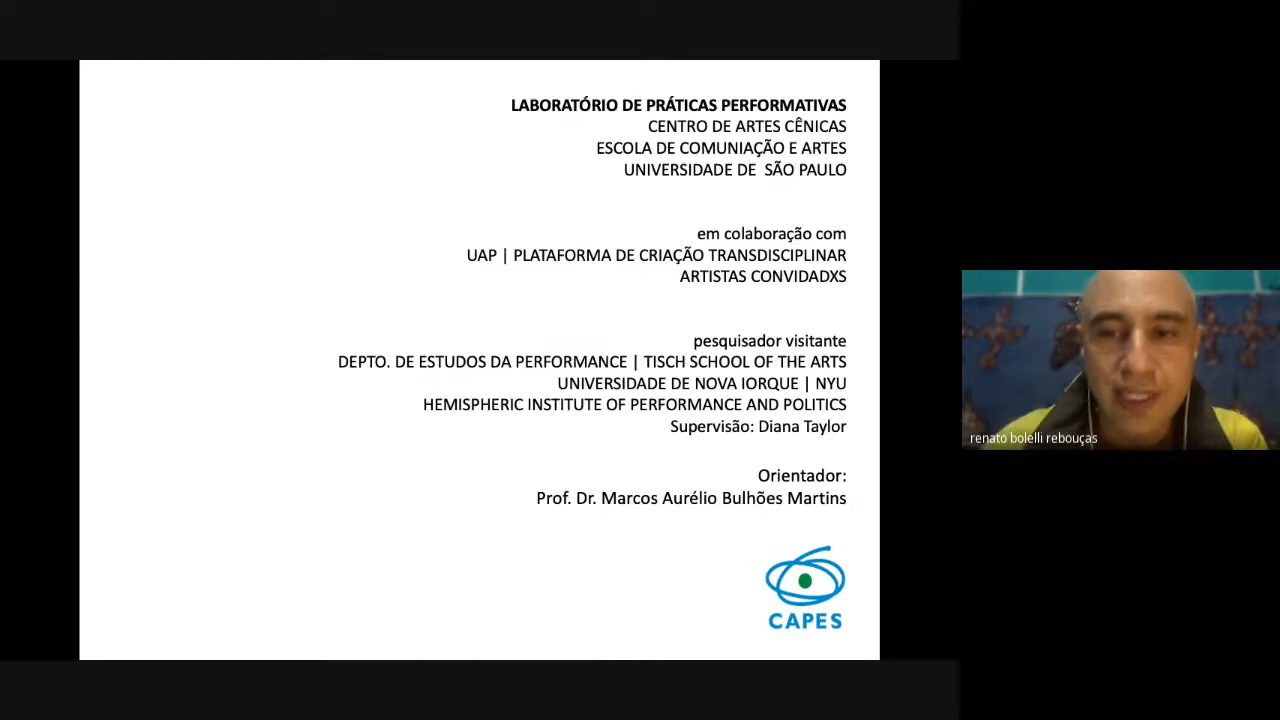 LABORATÓRIO DE PRÁTICAS PERFORMATIVAS
CENTRO DE ARTES CÊNICAS
ESCOLA DE COMUNIAÇÃO E ARTES
UNIVERSIDADE DE  SÃO PAULO
em colaboração com
UAP | PLATAFORMA DE CRIAÇÃO TRANSDISCIPLINAR
ARTISTAS CONVIDADXS
pesquisador visitante
DEPTO. DE ESTUDOS DA PERFORMANCE | TISCH SCHOOL OF THE ARTS
UNIVERSIDADE DE NOVA IORQUE | NYU
HEMISPHERIC INSTITUTE OF PERFORMANCE AND POLITICS
Supervisão: Diana Taylor
Orientador:
Prof. Dr. Marcos Aurélio Bulhões Martins
CAPES
renato bolelli rebouças